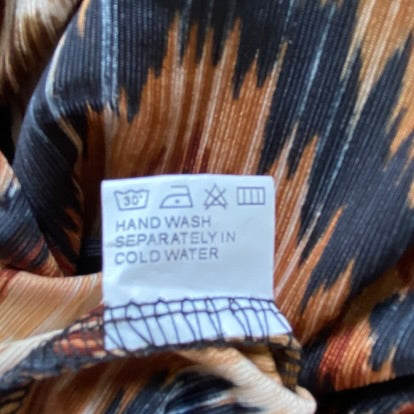 30°
HAND WASH
SEPARATELY IN
COLD WATER